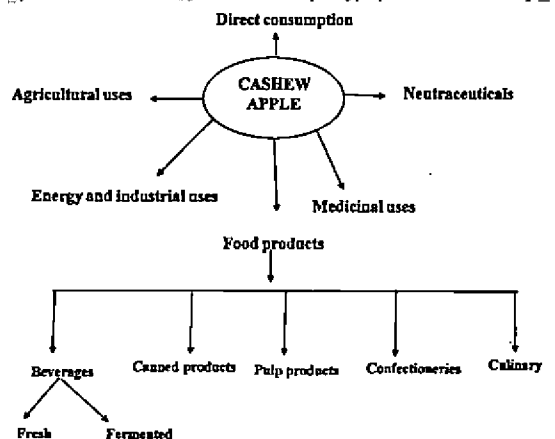 Direct consumption
CASHEW
APPLE
Agricultural uses
Neutraceuticals
Energy and industrial uses
Medicinal uses
Food products
Beverages
Canned products
Pulp products
Confectioneries
Culinary
Fresh
Fermented